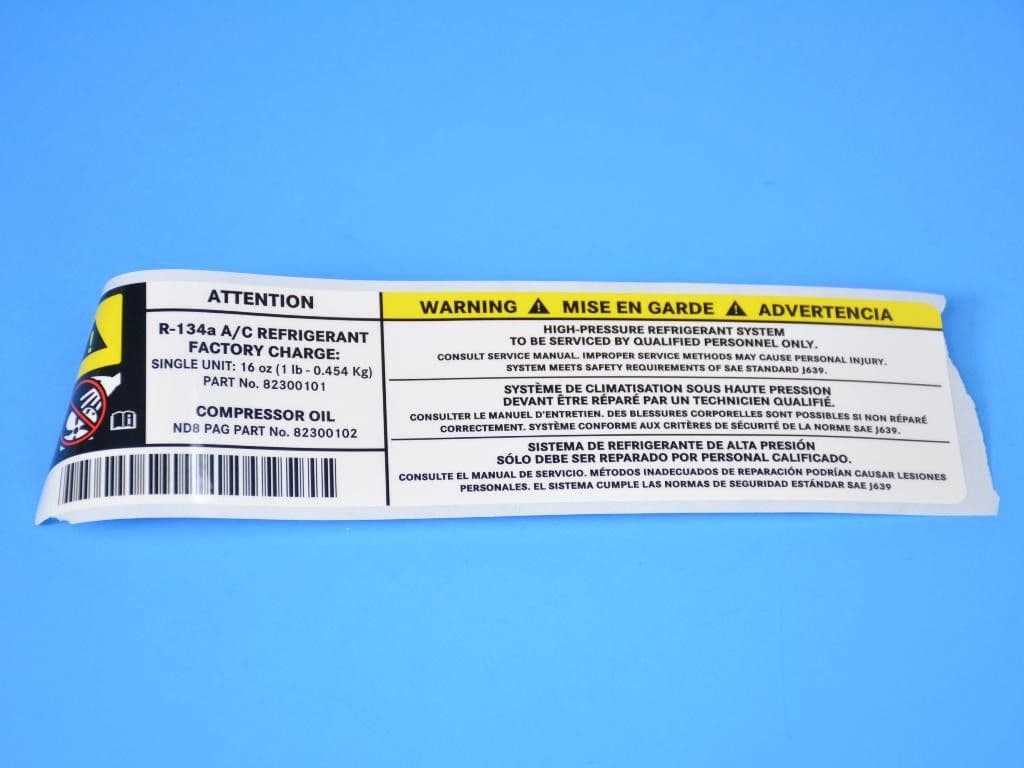 ATTENTION
R-134a A/C REFRIGERANT
FACTORY CHARGE:
SINGLE UNIT: 16 oz (1 lb - 0.454 Kg)
PART No. 82300101
COMPRESSOR OIL
ND8 PAG PART No. 82300102
WARNING MISE EN GARDE ADVERTENCIA
HIGH-PRESSURE REFRIGERANT SYSTEM
TO BE SERVICED BY QUALIFIED PERSONNEL ONLY.
CONSULT SERVICE MANUAL. IMPROPER SERVICE METHODS MAY CAUSE PERSONAL INJURY.
SYSTEM MEETS SAFETY REQUIREMENTS OF SAE STANDARD J639.
SYSTÈME DE CLIMATISATION SOUS HAUTE PRESSION
DEVANT ÊTRE RÉPARÉ PAR UN TECHNICIEN QUALIFIÉ.
CONSULTER LE MANUEL D'ENTRETIEN. DES BLESSURES CORPORELLES SONT POSSIBLES SI NON RÉPARÉ
CORRECTEMENT. SYSTÈME CONFORME AUX CRITÈRES DE SÉCURITÉ DE LA NORME SAE J639.
SISTEMA DE REFRIGERANTE DE ALTA PRESIÓN
SÓLO DEBE SER REPARADO POR PERSONAL CALIFICADO.
CONSULTE EL MANUAL DE SERVICIO. MÉTODOS INADECUADOS DE REPARACIÓN PODRÍAN CAUSAR LESIONES
PERSONALES. EL SISTEMA CUMPLE LAS NORMAS DE SEGURIDAD ESTÁNDAR SAE J639